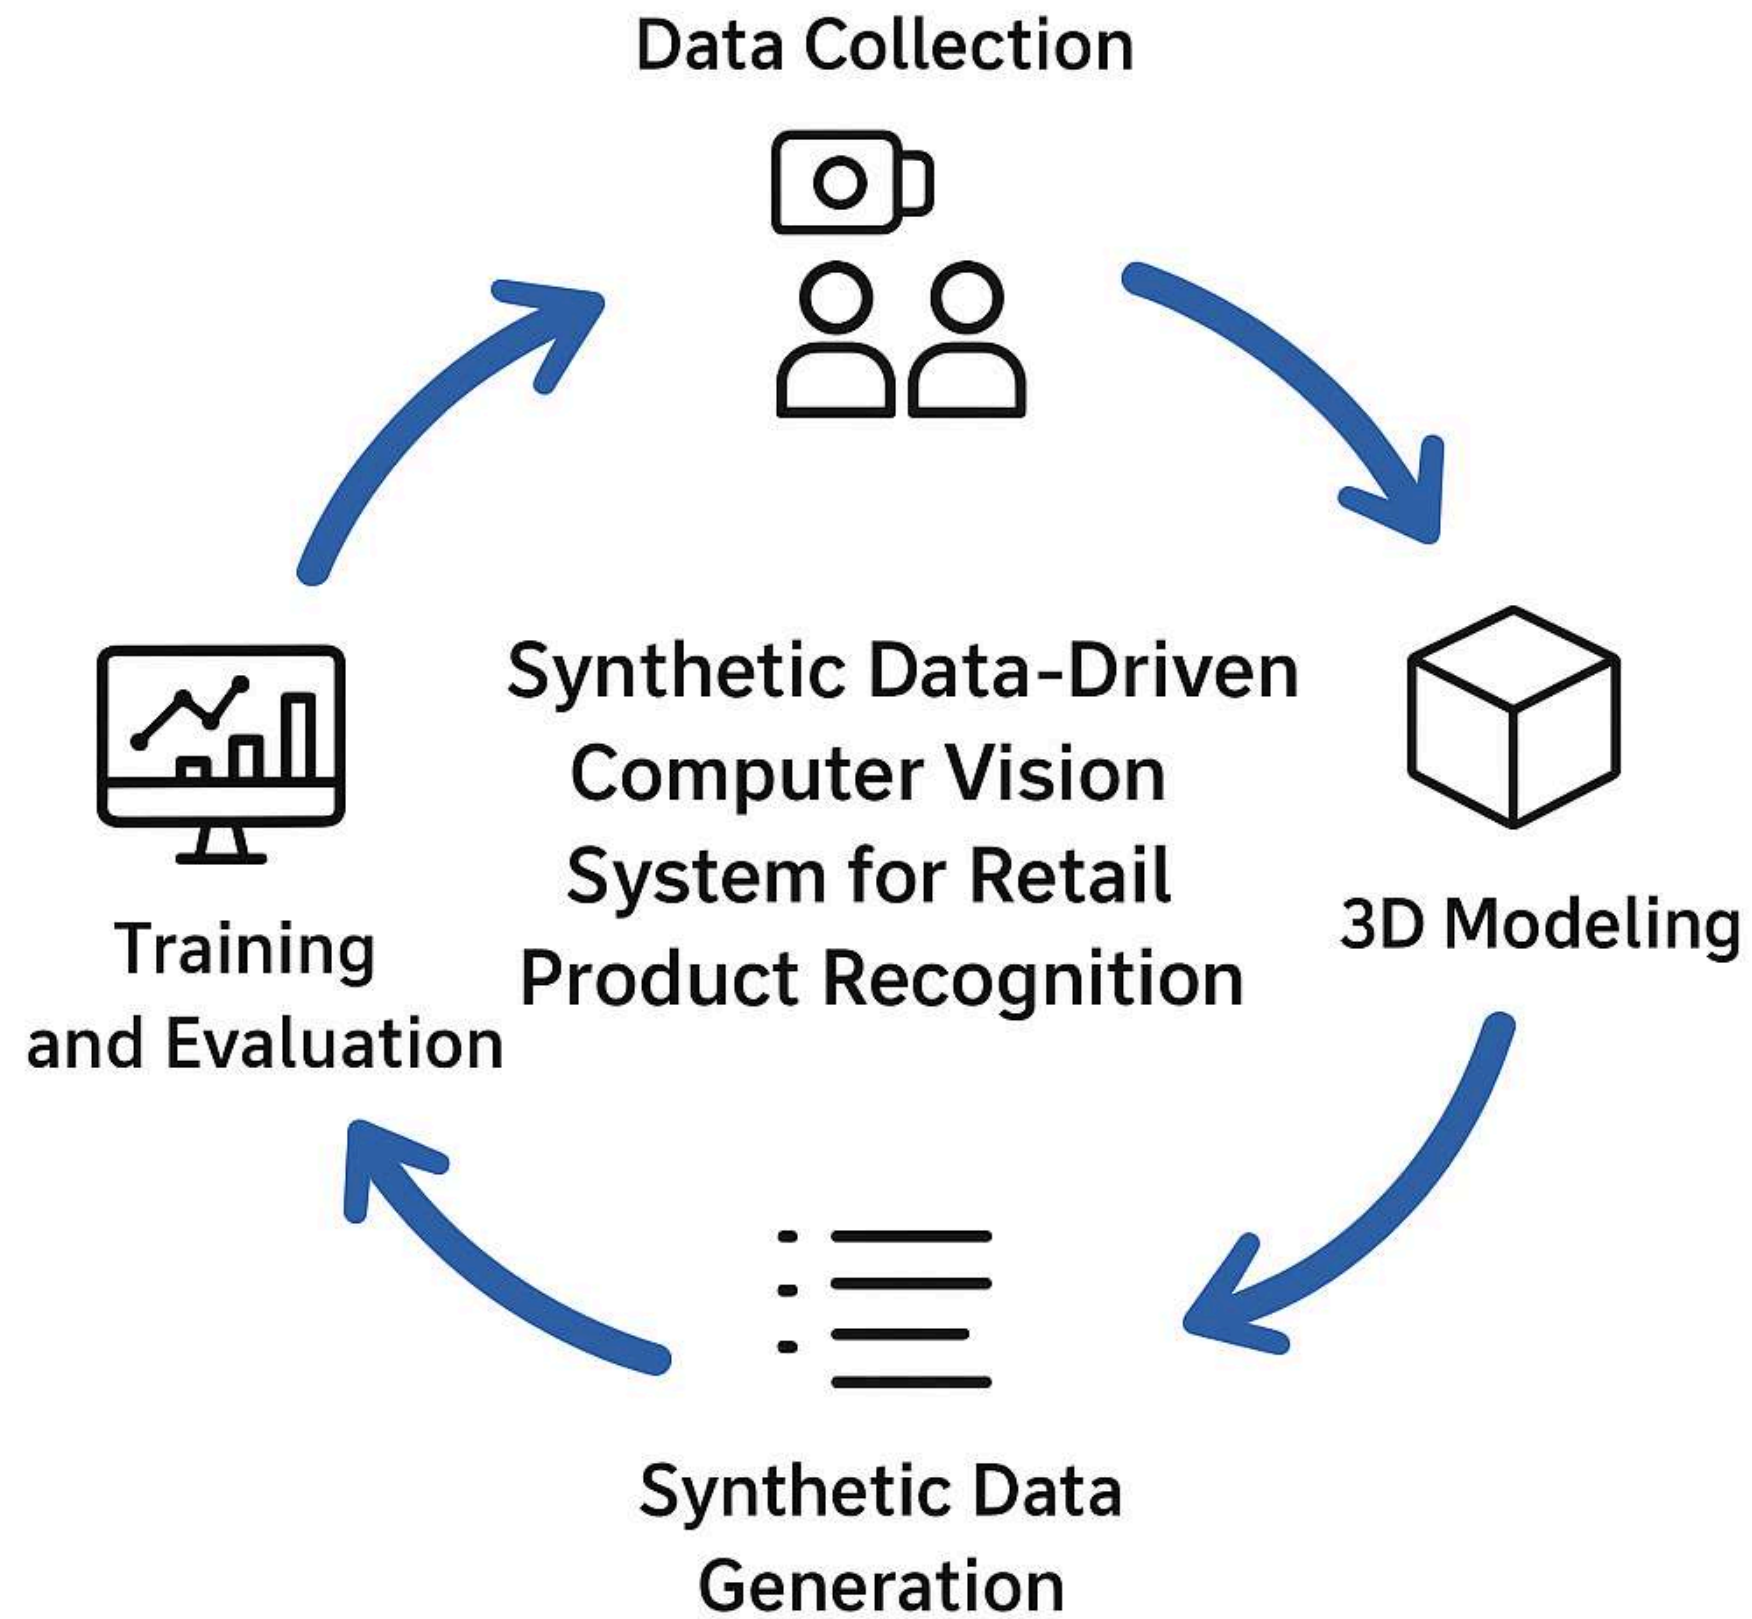 Data Collection
Synthetic Data-Driven
Computer Vision
System for Retail
Product Recognition
3D Modeling
Training
and Evaluation
Synthetic Data
Generation